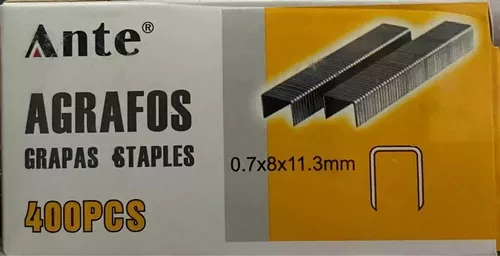 Ante®
AGRAFOS
GRAPAS STAPLES
400PCS
0.7x8x11.3mm